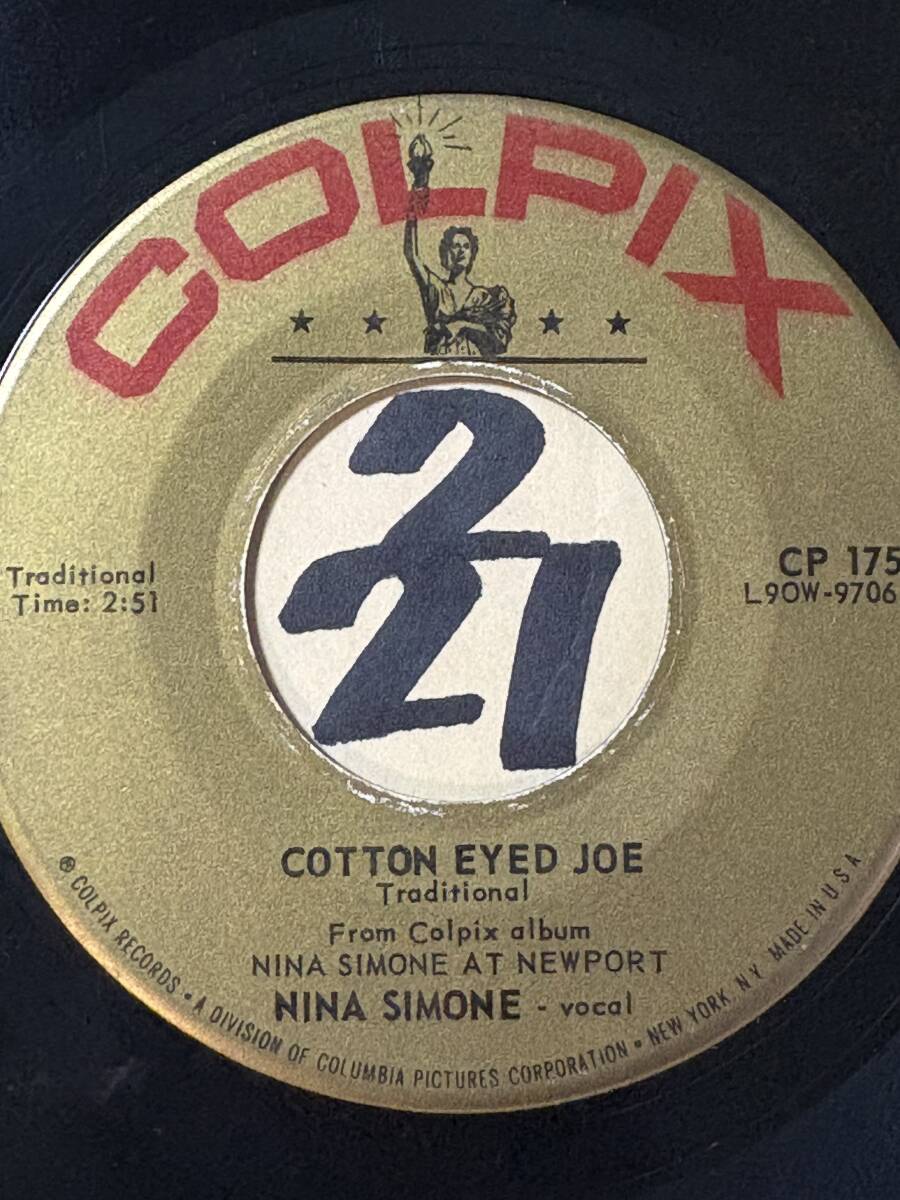 COLPIX
2
21
Traditional
Time: 2:51
CP 175
L9OW-9706
COTTON EYED JOE
Traditional
From Colpix album
NINA SIMONE AT NEWPORT
NINA SIMONE - vocal
® COLPIX RECORDS • A DIVISION OF COLUMBIA PICTURES CORPORATION • NEW YORK, N.Y. MADE IN U S A